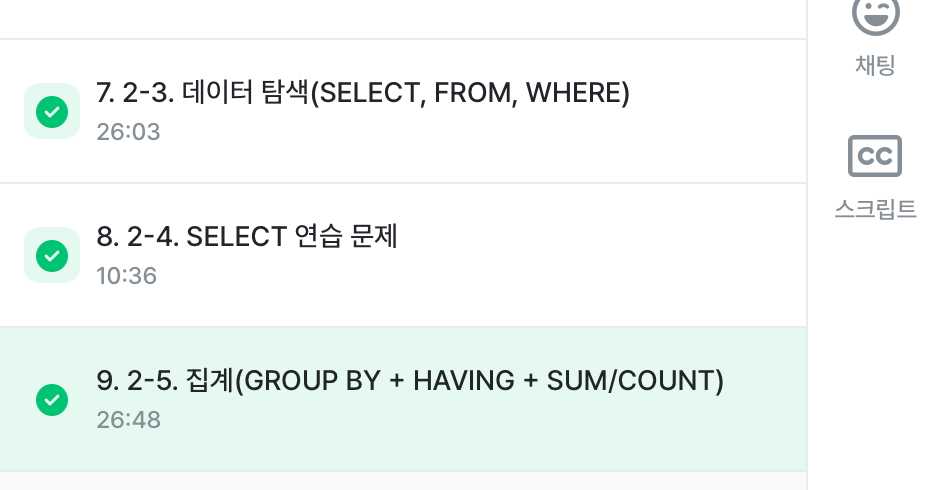 7. 2-3. 데이터 탐색(SELECT, FROM, WHERE)
26:03
8. 2-4. SELECT 연습 문제
10:36
9. 2-5. 집계(GROUP BY + HAVING + SUM/COUNT)
26:48
채팅
CC
스크립트